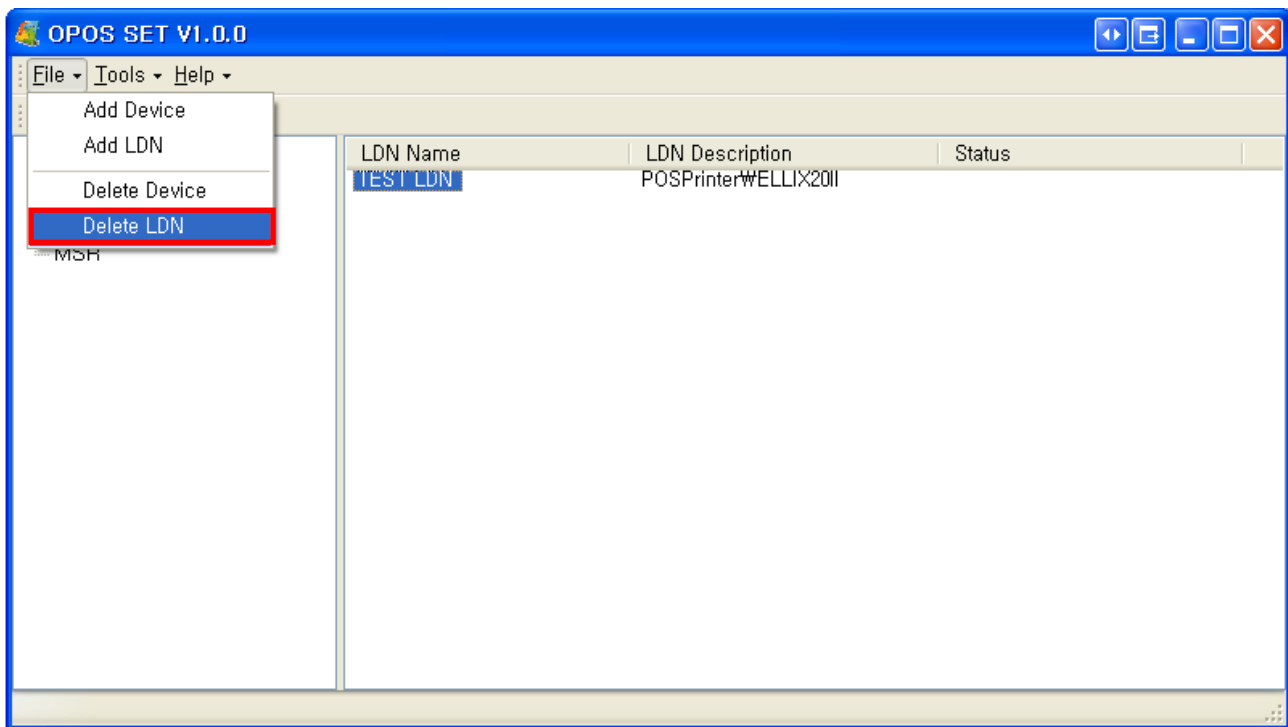 OPOS SET V1.0.0
File Tools Help
Add Device
Add LDN
Delete Device
Delete LDN
MSR
LDN Name LDN Description Status
TEST LDN POSPrinter₩ELLIX20II